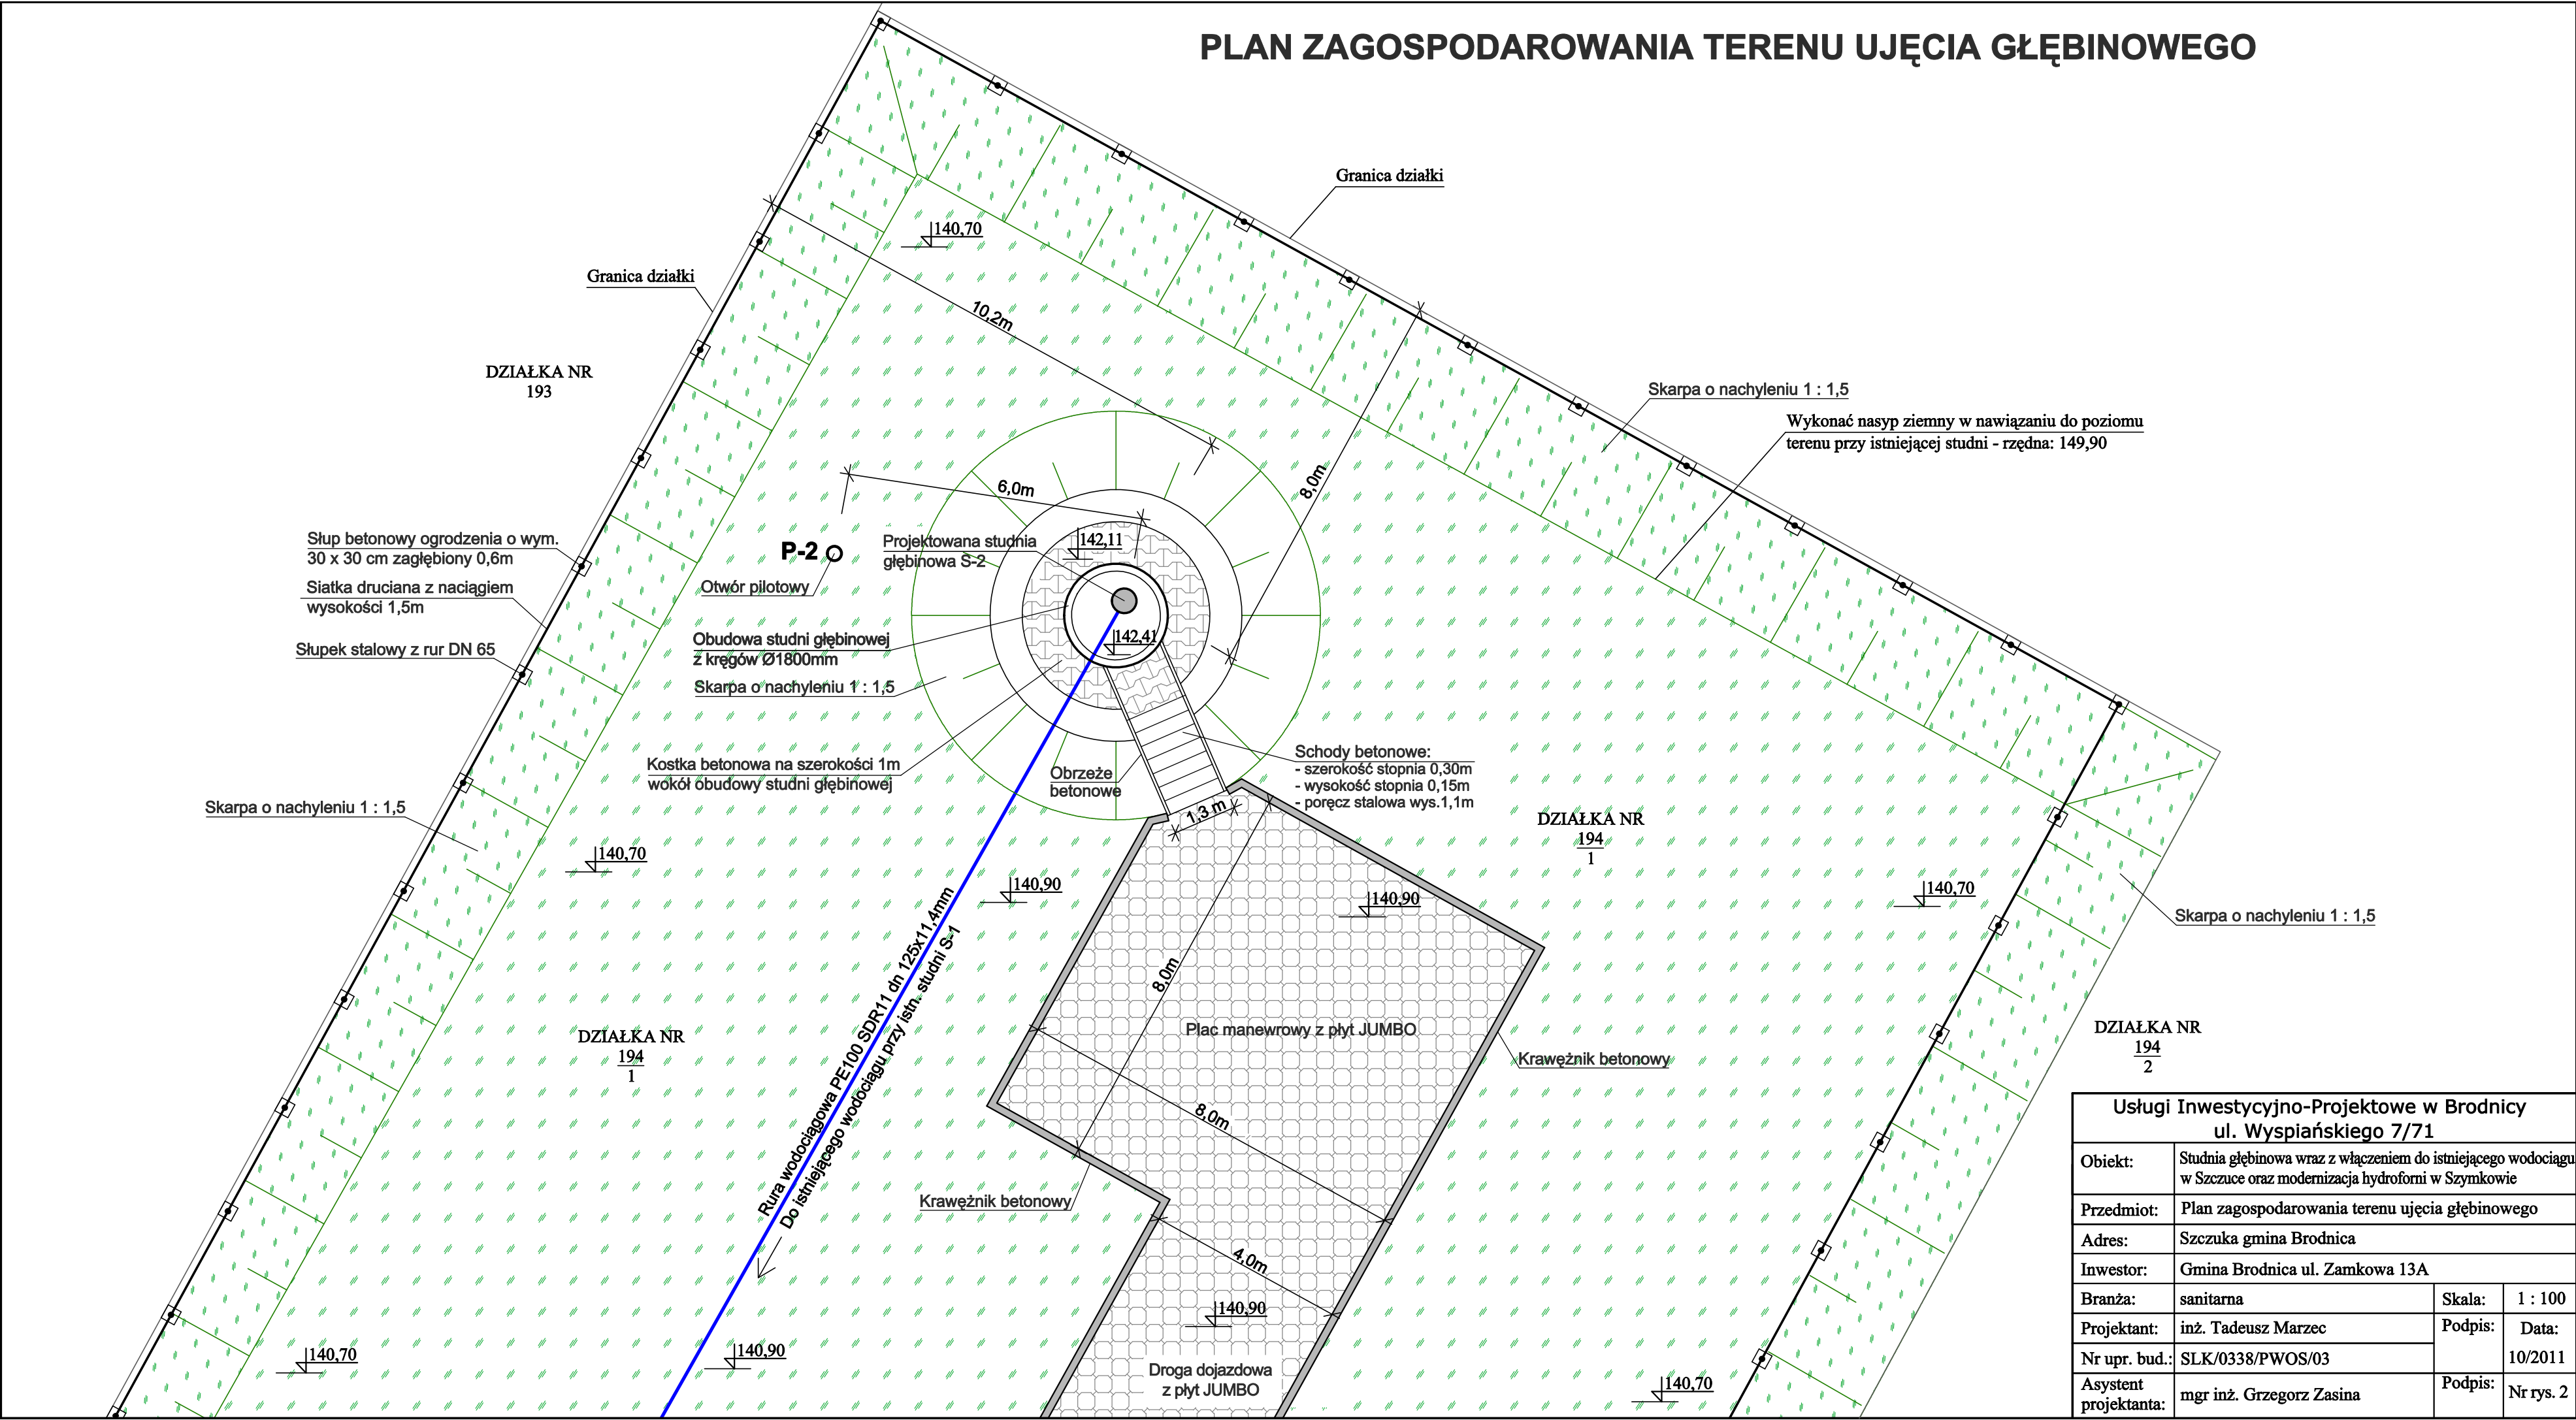 PLAN ZAGOSPODAROWANIA TERENU UJĘCIA GŁĘBINOWEGO
Granica działki
140,70
Granica działki
10,2m
DZIAŁKA NR
193
Skarpa o nachyleniu 1 : 1,5
Wykonać nasyp ziemny w nawiązaniu do poziomu
terenu przy istniejącej studni - rzędna: 149,90
8,0m
6,0m
Słup betonowy ogrodzenia o wym.
30 x 30 cm zagłębiony 0,6m
Siatka druciana z naciągiem
wysokości 1,5m
Słupek stalowy z rur DN 65
P-2
Otwór pilotowy
Projektowana studnia
głębinowa S-2
142,11
142,41
Obudowa studni głębinowej
z kręgów Ø1800mm
Skarpa o nachyleniu 1 : 1,5
Kostka betonowa na szerokości 1m
wokół obudowy studni głębinowej
Obrzeże
betonowe
Schody betonowe:
- szerokość stopnia 0,30m
- wysokość stopnia 0,15m
- poręcz stalowa wys.1,1m
1,3 m
Skarpa o nachyleniu 1 : 1,5
DZIAŁKA NR
194
1
140,70
140,90
140,90
140,70
Skarpa o nachyleniu 1 : 1,5
Rura wodociągowa PE100 SDR11 dn 125x11,4mm
Do istniejącego wodociągu przy istn. studni S-1
8,0m
Plac manewrowy z płyt JUMBO
Krawężnik betonowy
DZIAŁKA NR
194
1
DZIAŁKA NR
194
2
8,0m
Krawężnik betonowy
4,0m
140,90
Droga dojazdowa
z płyt JUMBO
140,70
140,90
140,70
Usługi Inwestycyjno-Projektowe w Brodnicy
ul. Wyspiańskiego 7/71
Obiekt: Studnia głębinowa wraz z włączeniem do istniejącego wodociągu
w Szczuce oraz modernizacja hydroforni w Szymkowie
Przedmiot: Plan zagospodarowania terenu ujęcia głębinowego
Adres: Szczuka gmina Brodnica
Inwestor: Gmina Brodnica ul. Zamkowa 13A
Branża: sanitarna Skala: 1 : 100
Projektant: inż. Tadeusz Marzec Podpis: Data:
Nr upr. bud.: SLK/0338/PWOS/03 10/2011
Asystent
projektanta: mgr inż. Grzegorz Zasina Podpis: Nr rys. 2